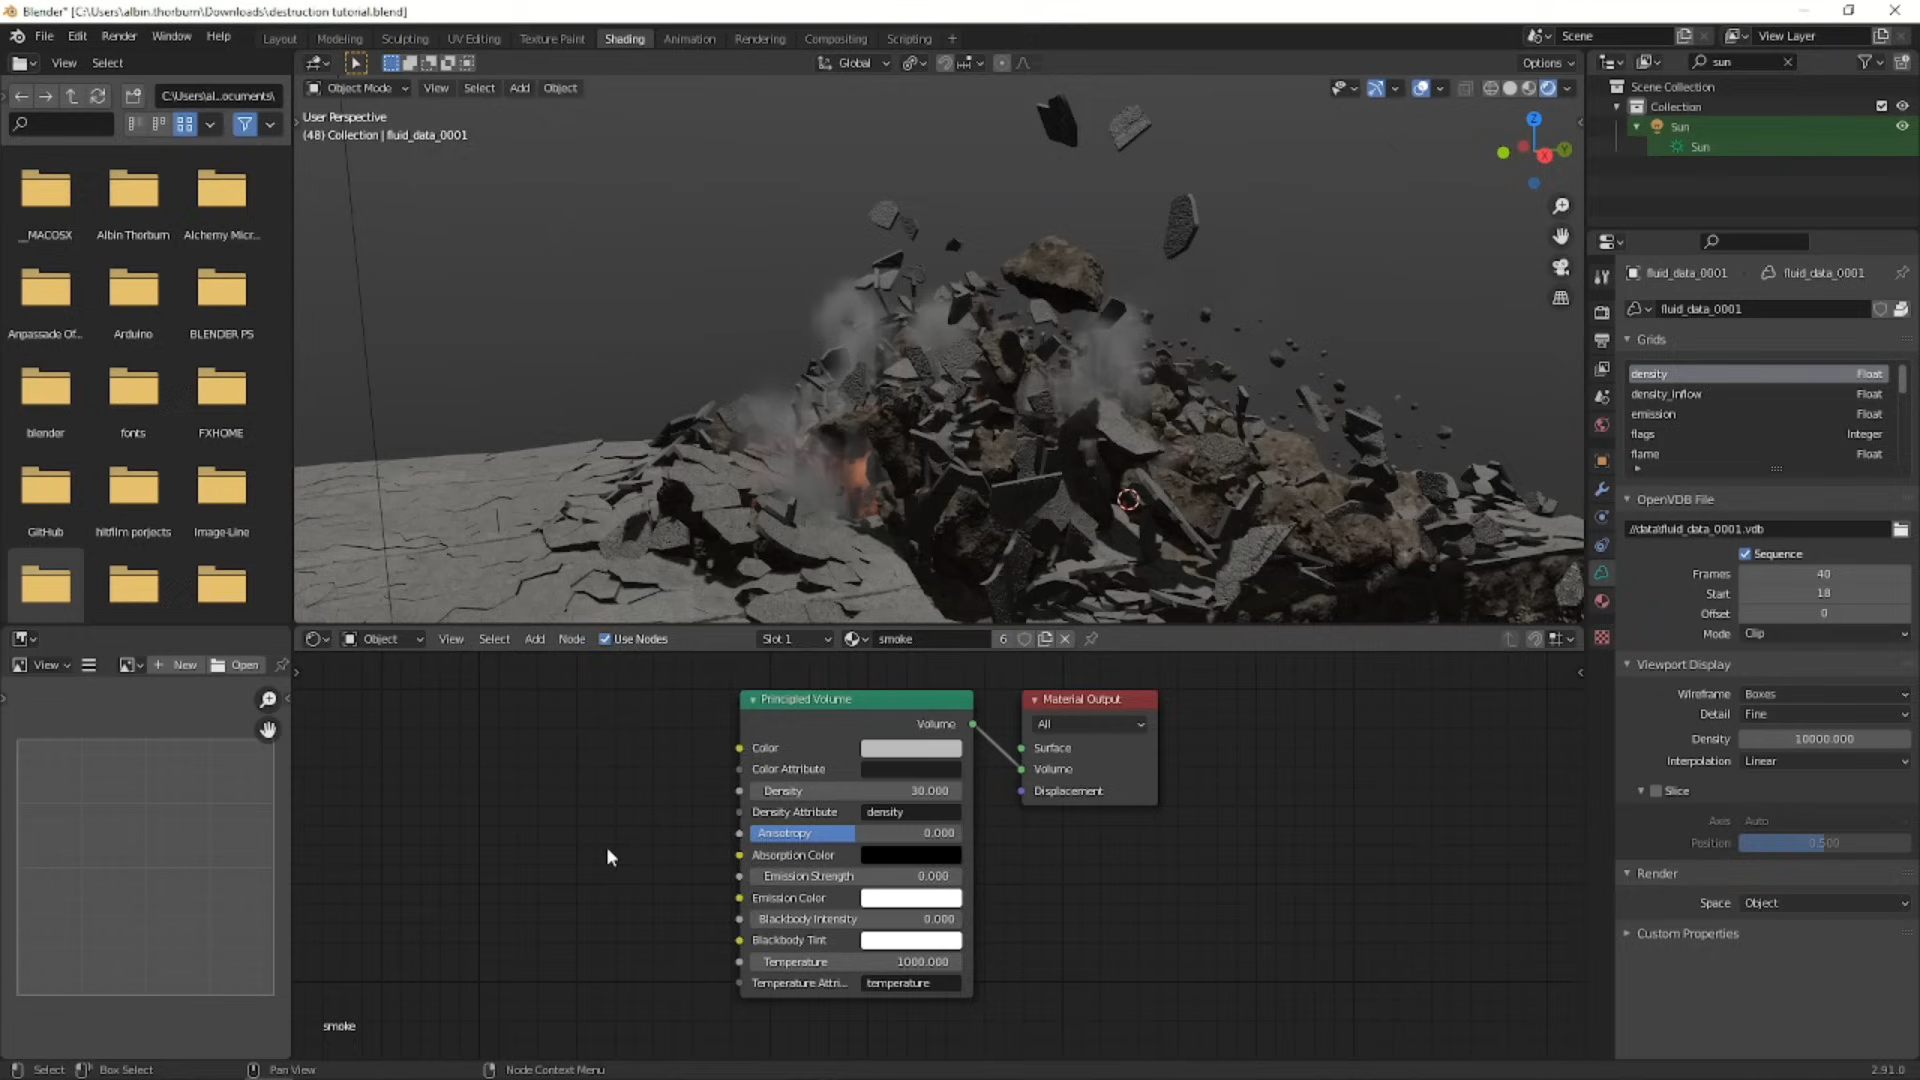 Blender* [C:\Users\albin.thorburn\Downloads\destruction tutorial.blend]
File Edit Render Window Help
Layout Modeling Sculpting UV Editing Texture Paint Shading Animation Rendering Compositing Scripting +
Scene
View Layer
View Select
Global
Options
sun
C:\Users\al...ocuments\
Object Mode View Select Add Object
User Perspective
(48) Collection | fluid_data_0001
Z
X
Y
Scene Collection
Collection
Sun
Sun
__MACOSX
Albin Thorburn
Alchemy Micr...
Anpassade Of...
Arduino
BLENDER PS
blender
fonts
FXHOME
GitHub
hitfilm porjects
Image-Line
fluid_data_0001
fluid_data_0001
fluid_data_0001
Grids
density Float
density_inflow Float
emission Float
flags Integer
flame Float
OpenVDB File
//data\fluid_data_0001.vdb
Sequence
Frames 40
Start 18
Offset 0
Mode Clip
Viewport Display
Wireframe Boxes
Detail Fine
Density 10000.000
Interpolation Linear
Slice
Axis Auto
Position 0.500
Render
Space Object
Custom Properties
Object View Select Add Node Use Nodes
Slot 1
smoke
6
View
New
Open
Principled Volume
Volume
Color
Color Attribute
Density 30.000
Density Attribute density
Anisotropy 0.000
Absorption Color
Emission Strength 0.000
Emission Color
Blackbody Intensity 0.000
Blackbody Tint
Temperature 1000.000
Temperature Attri... temperature
Material Output
All
Surface
Volume
Displacement
smoke
Select
Box Select
Pan View
Node Context Menu
2.91.0